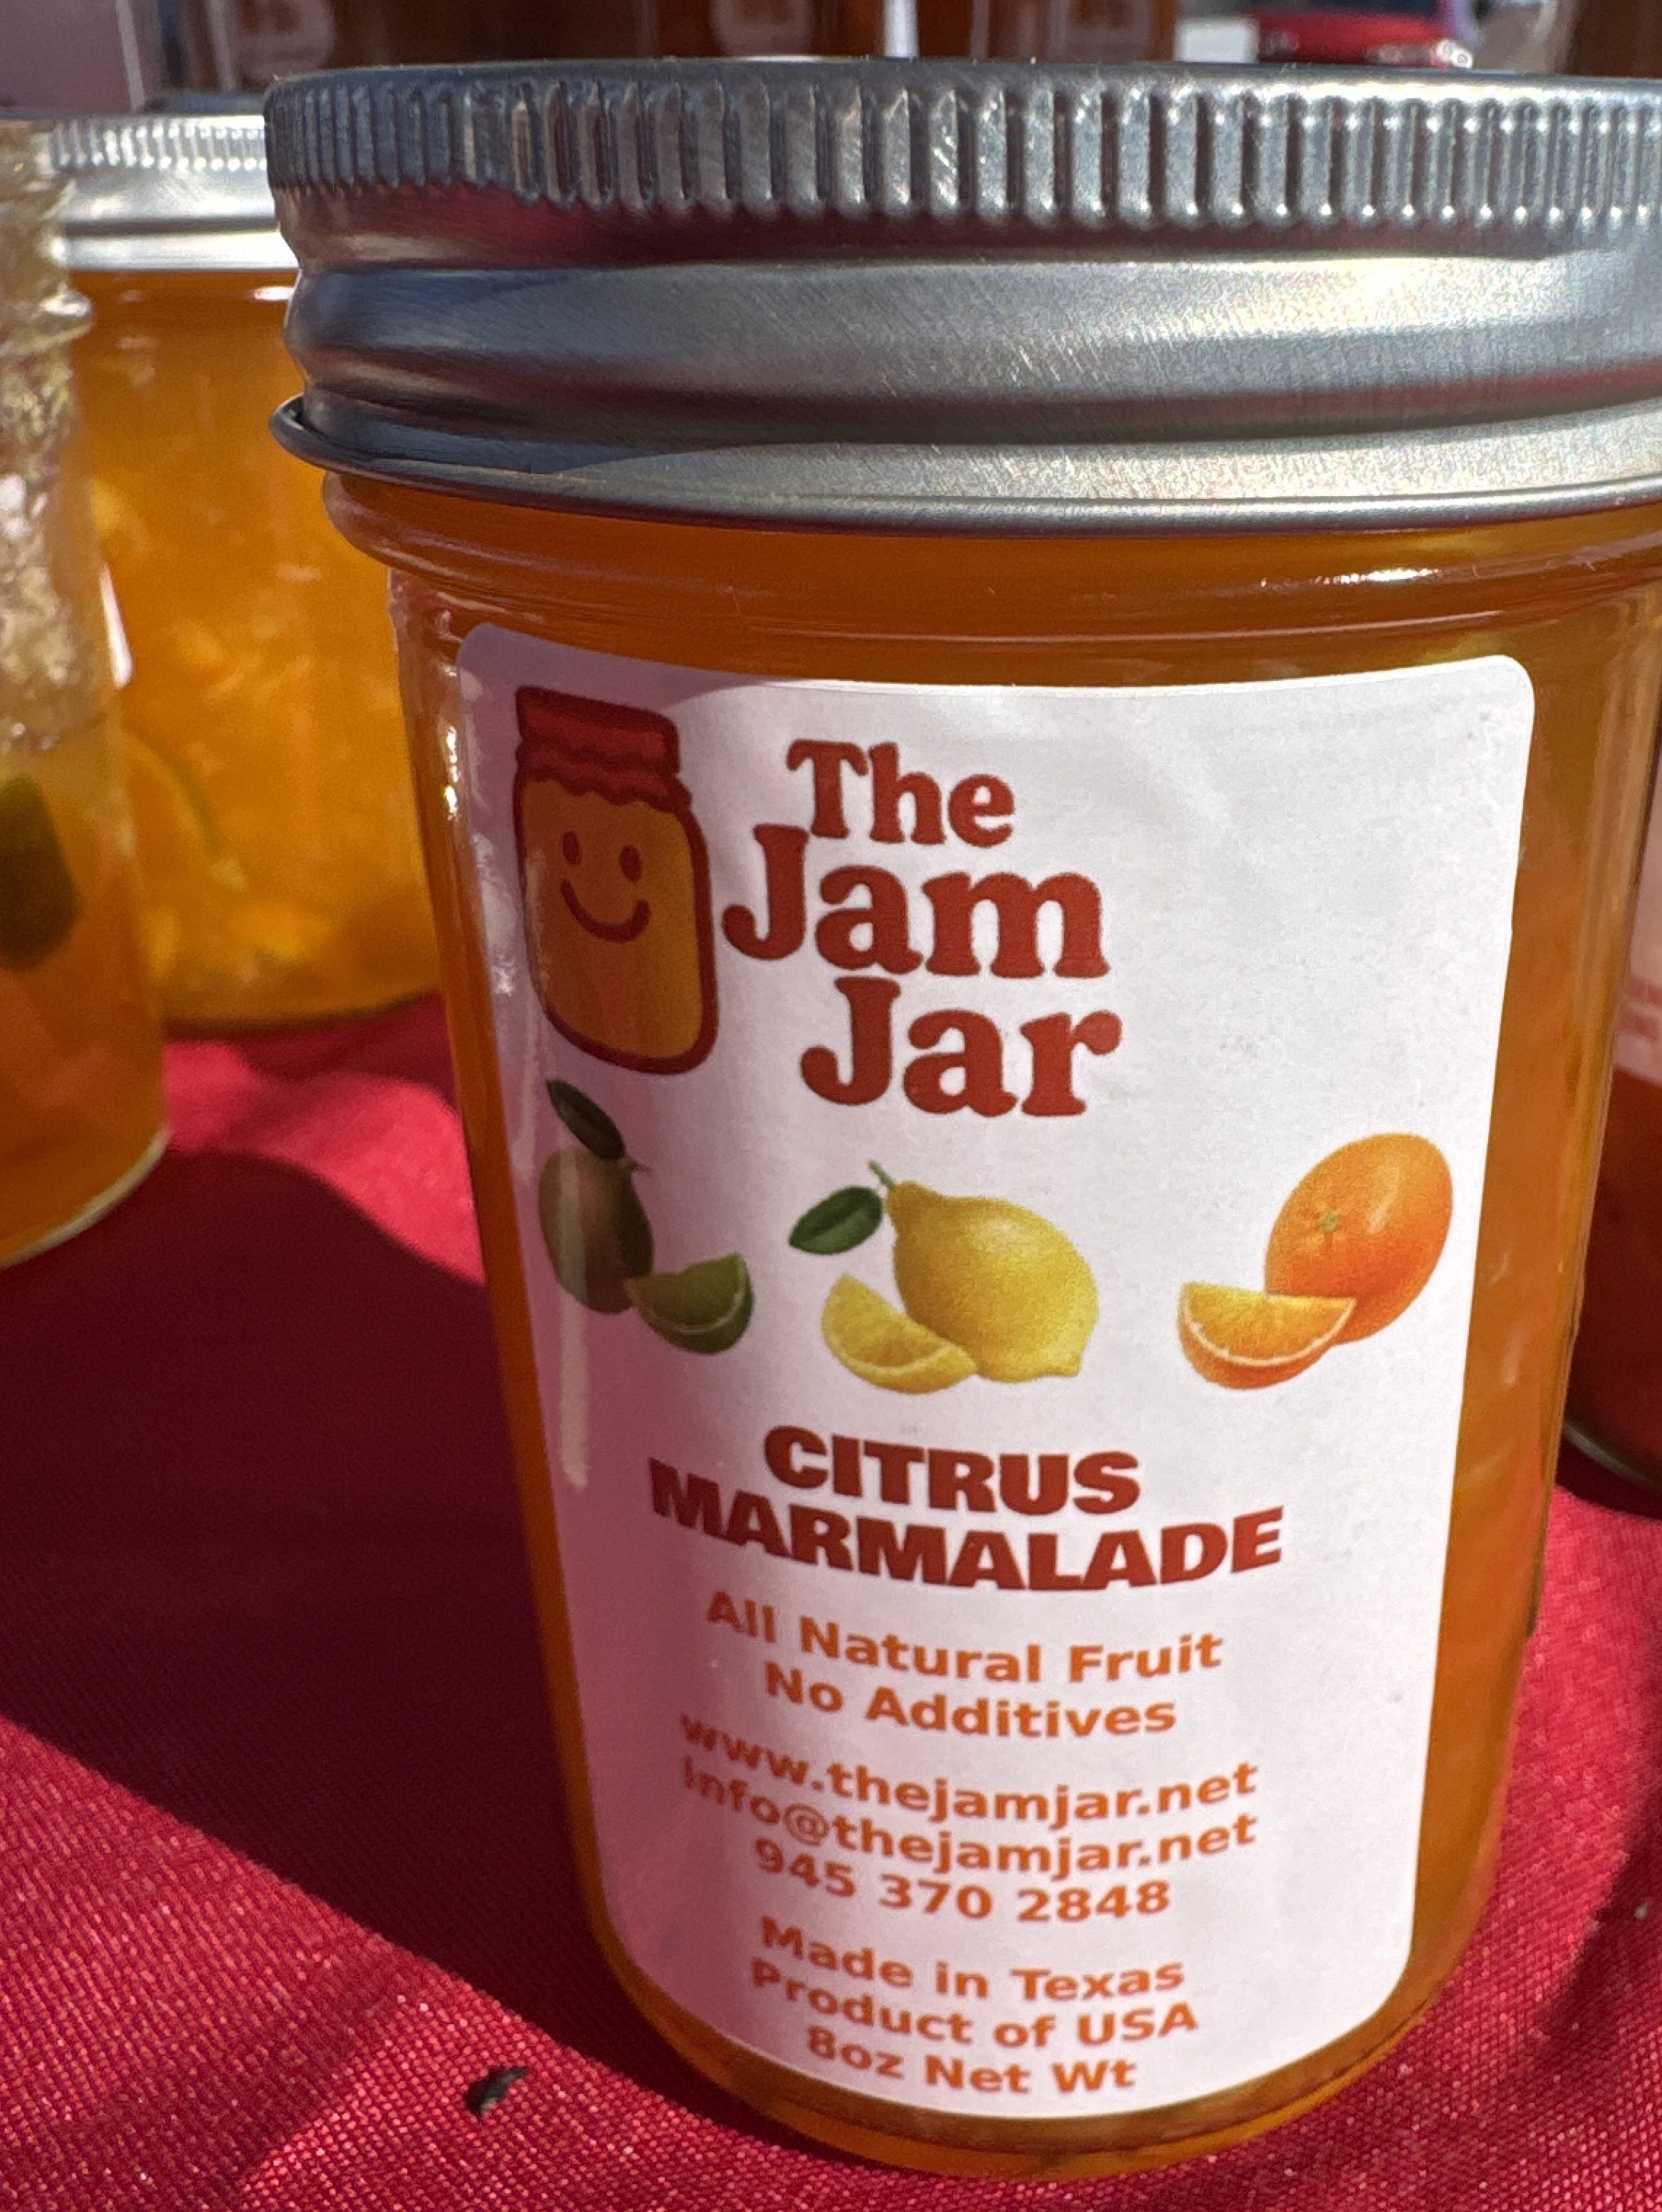 The
Jam
Jar
CITRUS
MARMALADE
All Natural Fruit
No Additives
www.thejamjar.net
Info@thejamjar.net
945 370 2848
Made in Texas
Product of USA
8oz Net Wt